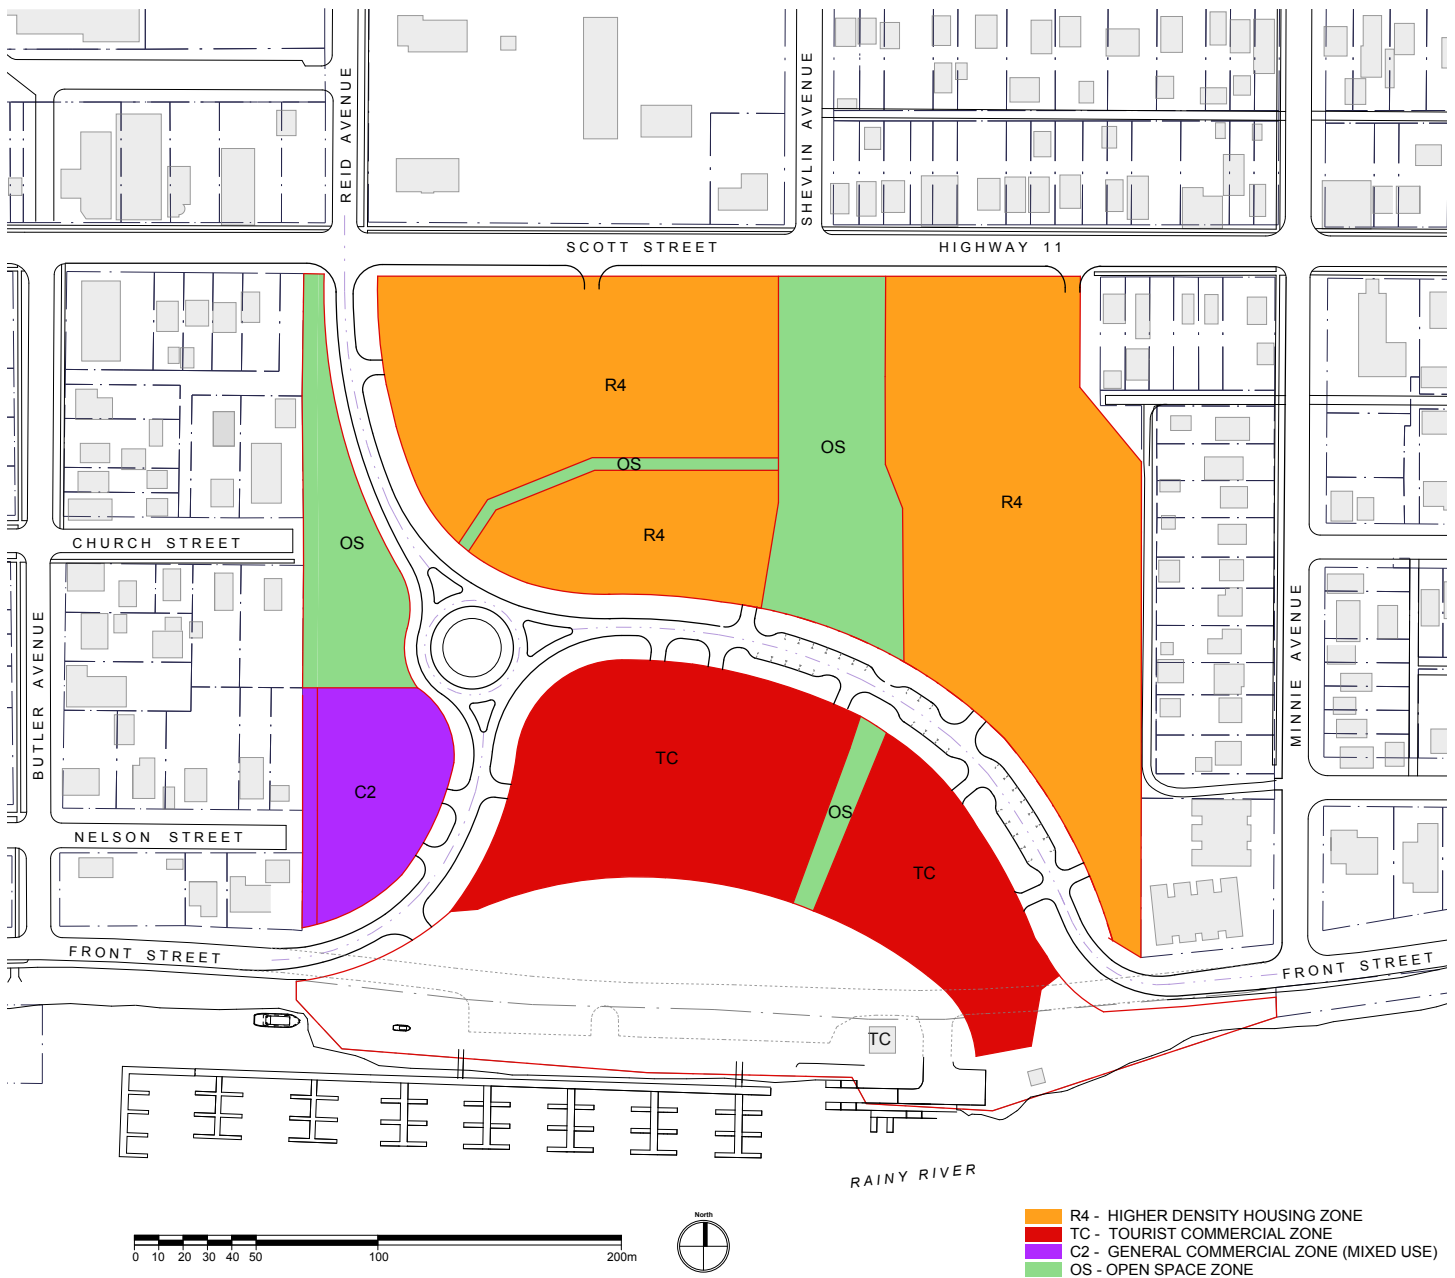 REID AVENUE
SHEVLIN AVENUE
SCOTT STREET
HIGHWAY 11
R4
OS
OS
R4
R4
OS
CHURCH STREET
BUTLER AVENUE
MINNIE AVENUE
TC
C2
OS
NELSON STREET
TC
FRONT STREET
FRONT STREET
TC
RAINY RIVER
North
0 10 20 30 40 50 100 200m
R4 - HIGHER DENSITY HOUSING ZONE
TC - TOURIST COMMERCIAL ZONE
C2 - GENERAL COMMERCIAL ZONE (MIXED USE)
OS - OPEN SPACE ZONE